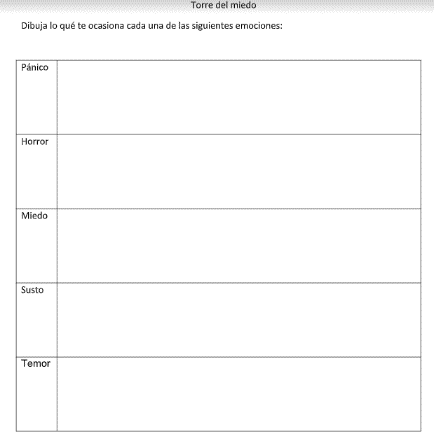 Torre del miedo
Dibuja lo qué te ocasiona cada una de las siguientes emociones:
Pánico
Horror
Miedo
Susto
Temor